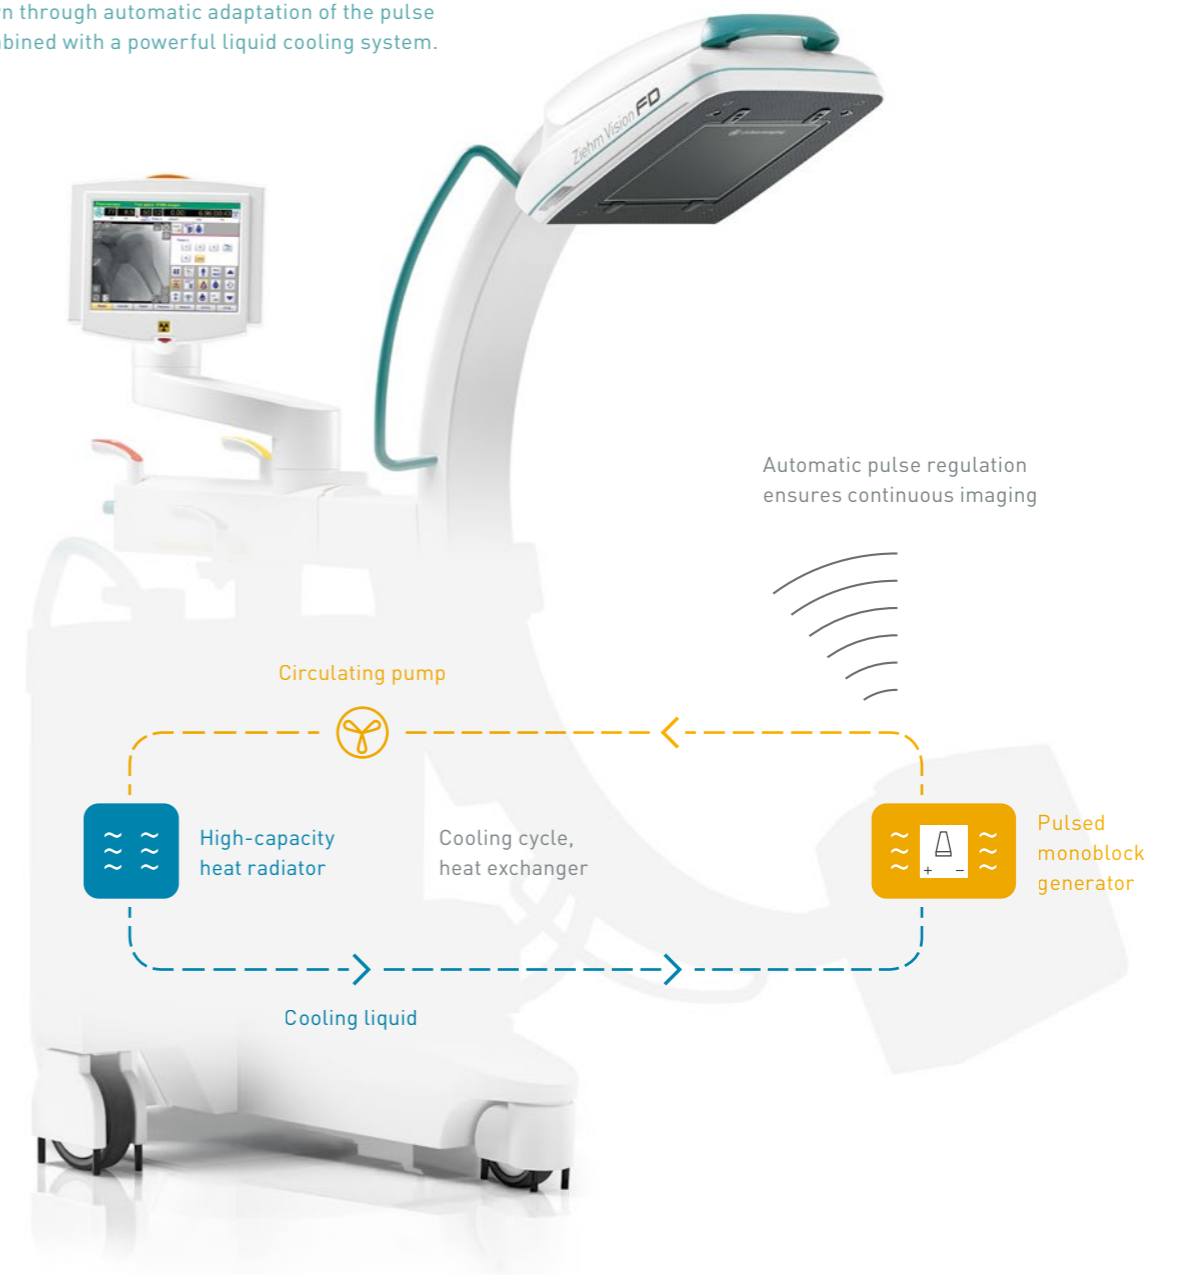 n through automatic adaptation of the pulse
bined with a powerful liquid cooling system.
Ziehm Vision FD
Automatic pulse regulation
ensures continuous imaging
Circulating pump
High-capacity
heat radiator
Cooling cycle,
heat exchanger
Pulsed
monoblock
generator
+ −
Cooling liquid